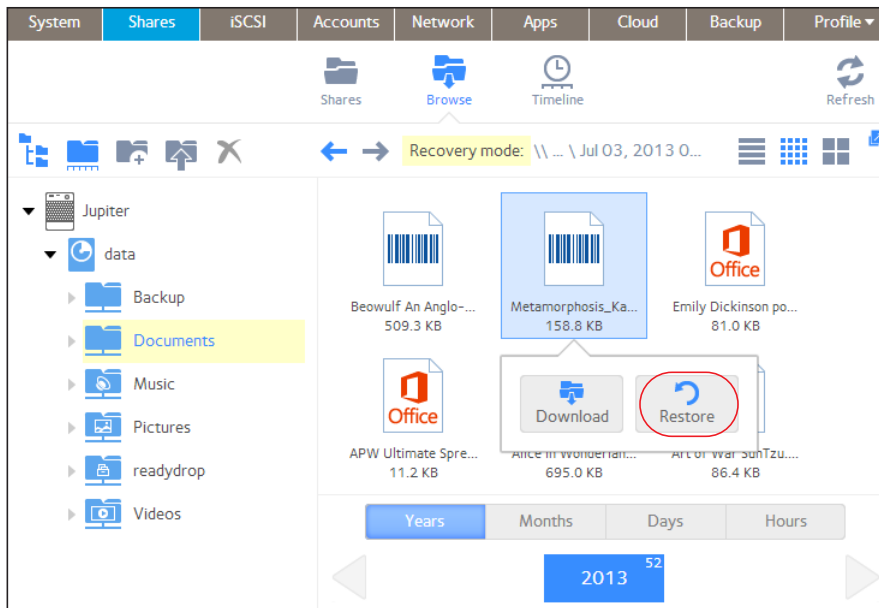 System Shares iSCSI Accounts Network Apps Cloud Backup Profile
Shares Browse Timeline Refresh
Recovery mode: \\ ... \ Jul 03, 2013 0...
Jupiter
data
Backup
Documents
Music
Pictures
readydrop
Videos
Beowulf An Anglo-... Metamorphosis_Ka... Emily Dickinson po...
509.3 KB 158.8 KB 81.0 KB
Office
Office
Download Restore
APW Ultimate Spre... Alice in Wonderlan... Art of War SunTzu....
11.2 KB 695.0 KB 86.4 KB
Years Months Days Hours
2013 52